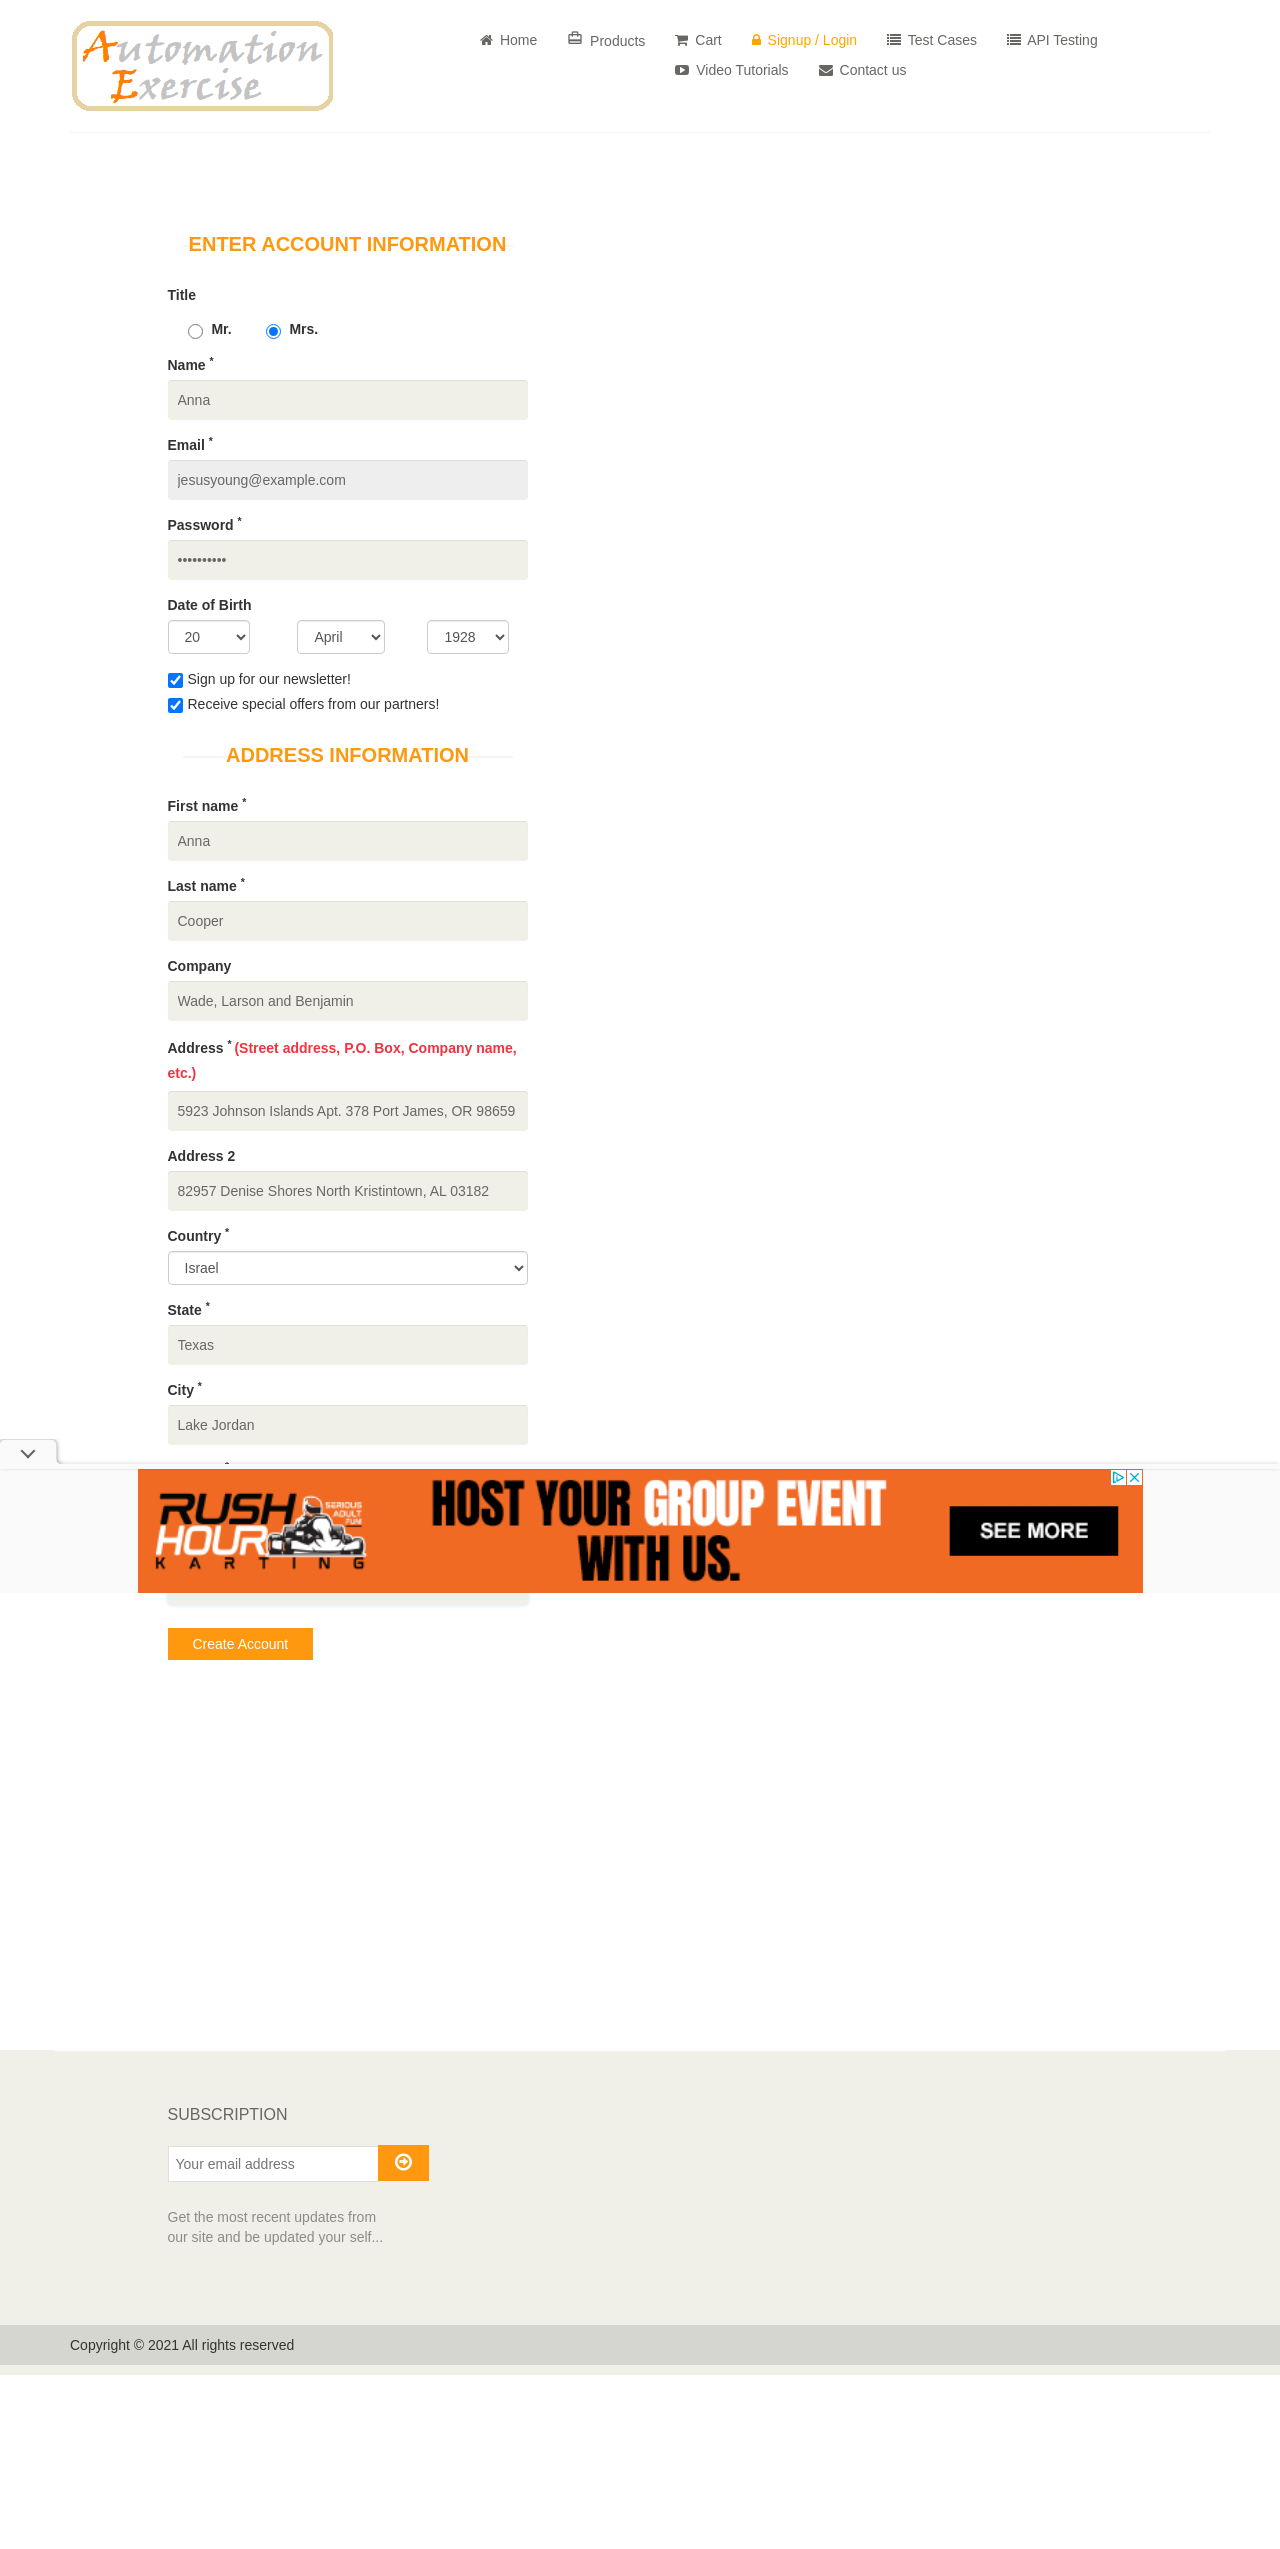 Automation
Exercise
Home
Products
Cart
Signup / Login
Test Cases
API Testing
Video Tutorials
Contact us
ENTER ACCOUNT INFORMATION
Title
Mr.
Mrs.
Name *
Anna
Email *
jesusyoung@example.com
Password *
••••••••••
Date of Birth
20
April
1928
Sign up for our newsletter!
Receive special offers from our partners!
ADDRESS INFORMATION
First name *
Anna
Last name *
Cooper
Company
Wade, Larson and Benjamin
Address * (Street address, P.O. Box, Company name,
etc.)
5923 Johnson Islands Apt. 378 Port James, OR 98659
Address 2
82957 Denise Shores North Kristintown, AL 03182
Country *
Israel
State *
Texas
City *
Lake Jordan
RUSH
HOUR
KARTING
SERIOUS
ADULT
FUN
HOST YOUR GROUP EVENT
WITH US.
SEE MORE
Create Account
SUBSCRIPTION
Your email address
Get the most recent updates from
our site and be updated your self...
Copyright © 2021 All rights reserved